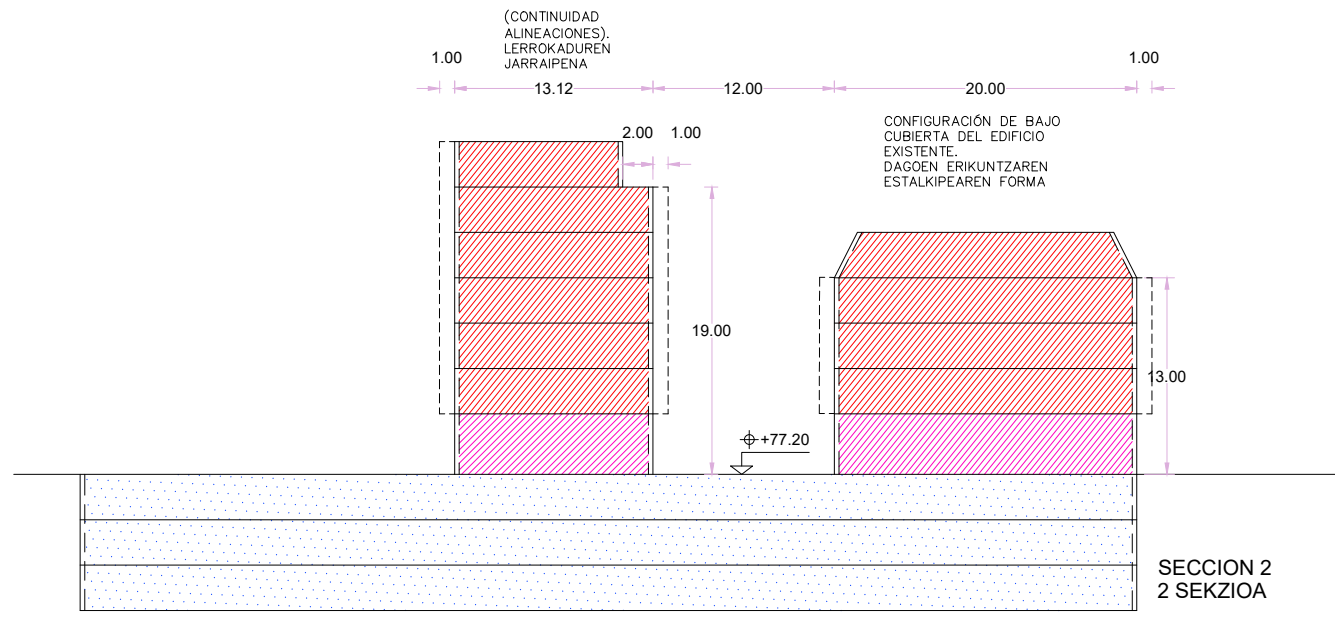 (CONTINUIDAD
ALINEACIONES).
LERROKADUREN
JARRAIPENA
1.00
1.00
13.12
12.00
20.00
CONFIGURACIÓN DE BAJO
CUBIERTA DEL EDIFICIO
EXISTENTE.
DAGOEN ERIKUNTZAREN
ESTALKIPEAREN FORMA
2.00
1.00
19.00
13.00
+77.20
SECCION 2
2 SEKZIOA